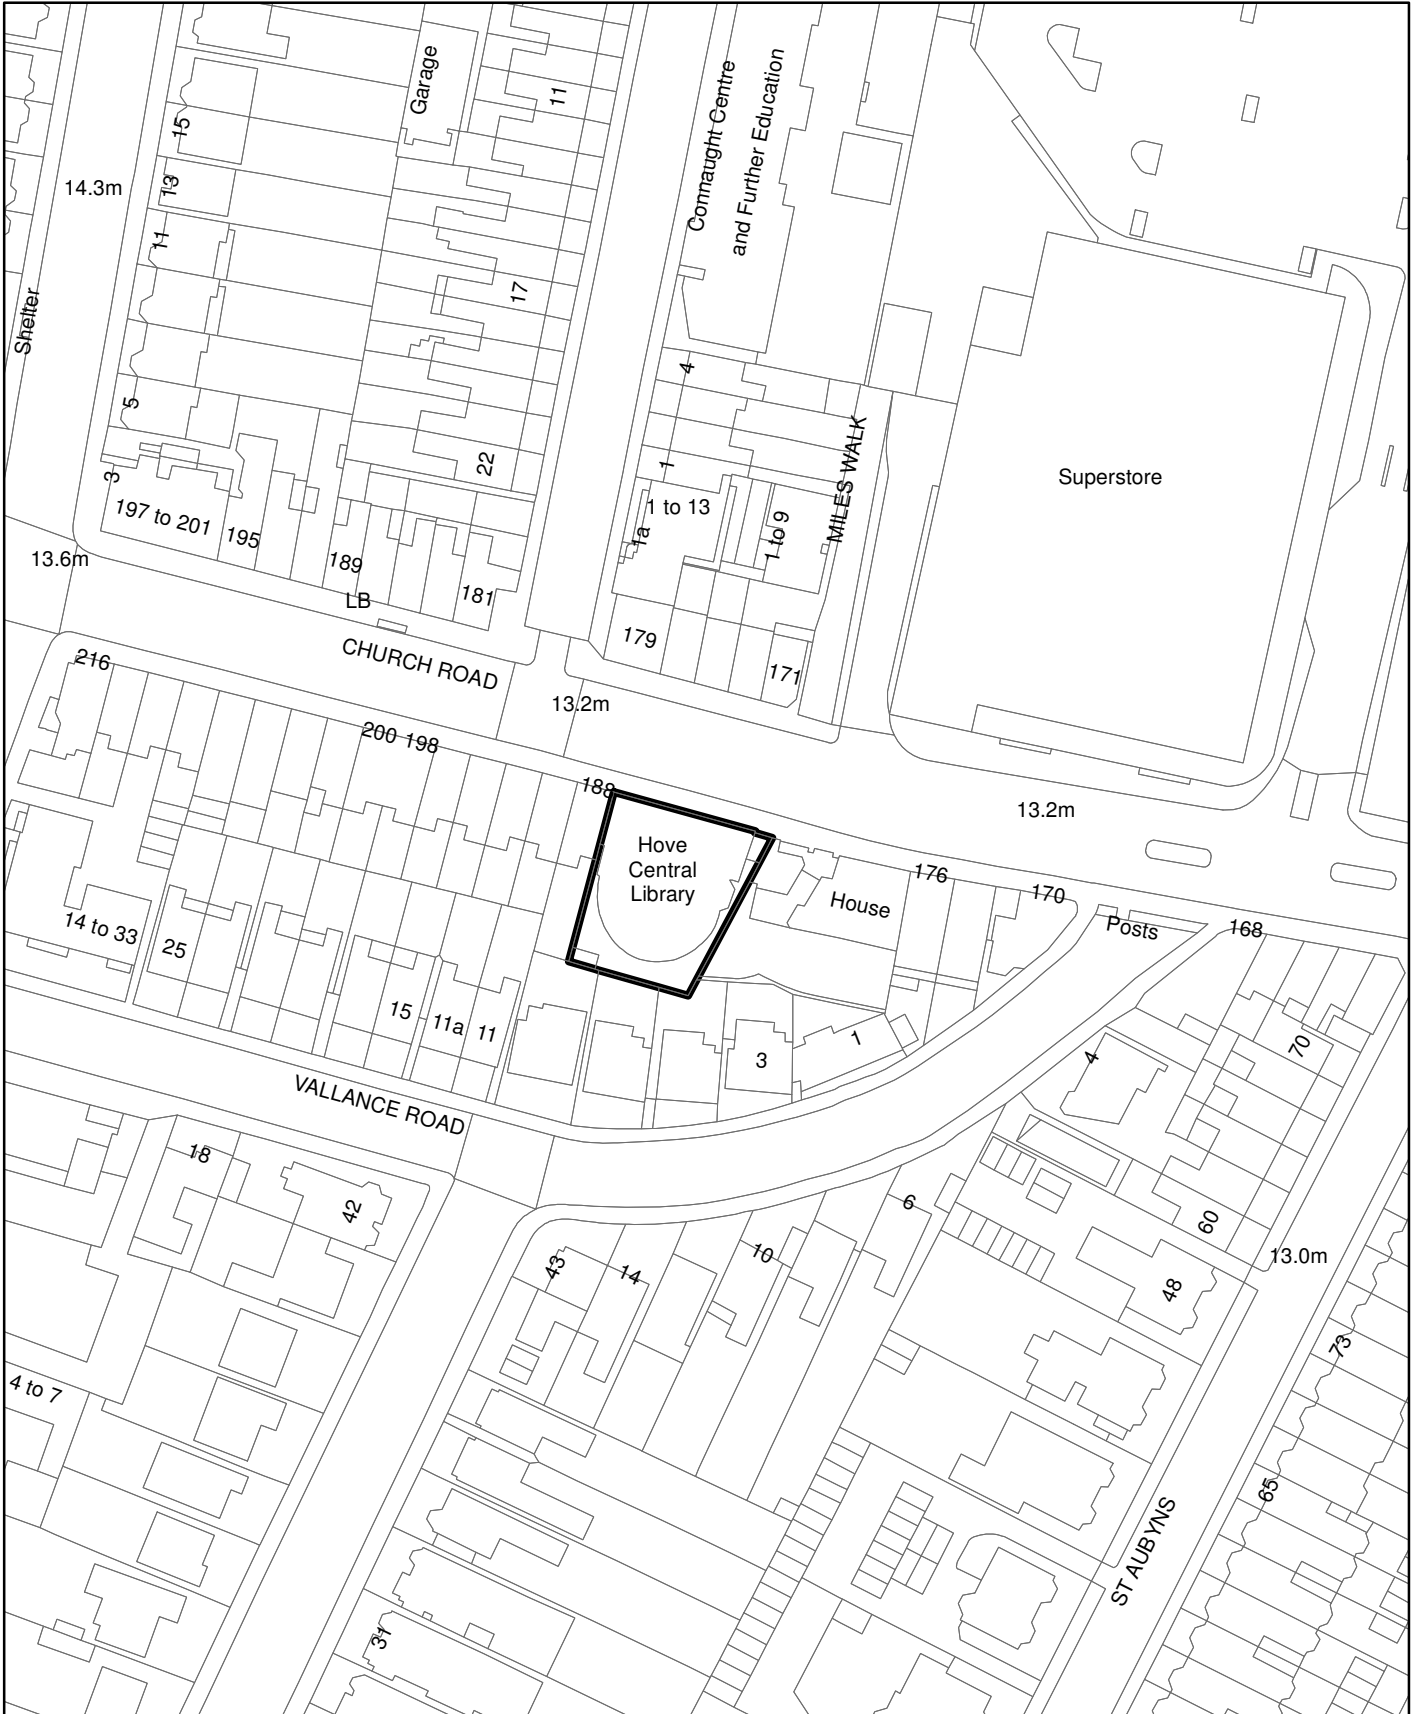 Garage
11
Connaught Centre
and Further Education
15
14.3m
13
11
17
Shelter
4
5
22
1
3
197 to 201
195
1 to 13
1a
1 to 9
MILES WALK
Superstore
13.6m
189
LB
181
179
171
CHURCH ROAD
216
13.2m
200 198
188
13.2m
Hove
Central
Library
176
House
170
Posts
168
14 to 33
25
15
11a
11
3
1
4
70
VALLANCE ROAD
18
42
6
60
43
14
10
13.0m
48
73
4 to 7
65
ST AUBYNS
31